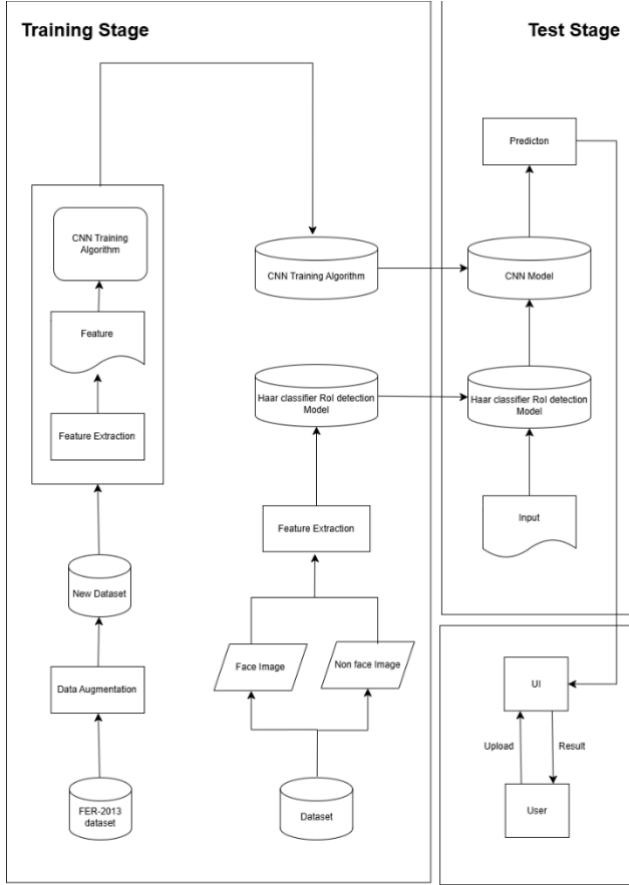 Training Stage
Test Stage
Predicton
CNN Training
Algorithm
CNN Training Algorithm
CNN Model
Feature
Haar classifier RoI detection
Model
Haar classifier RoI detection
Model
Feature Extraction
Feature Extraction
Input
New Dataset
Face Image
Non face Image
Data Augmentation
UI
Upload
Result
FER-2013
dataset
Dataset
User